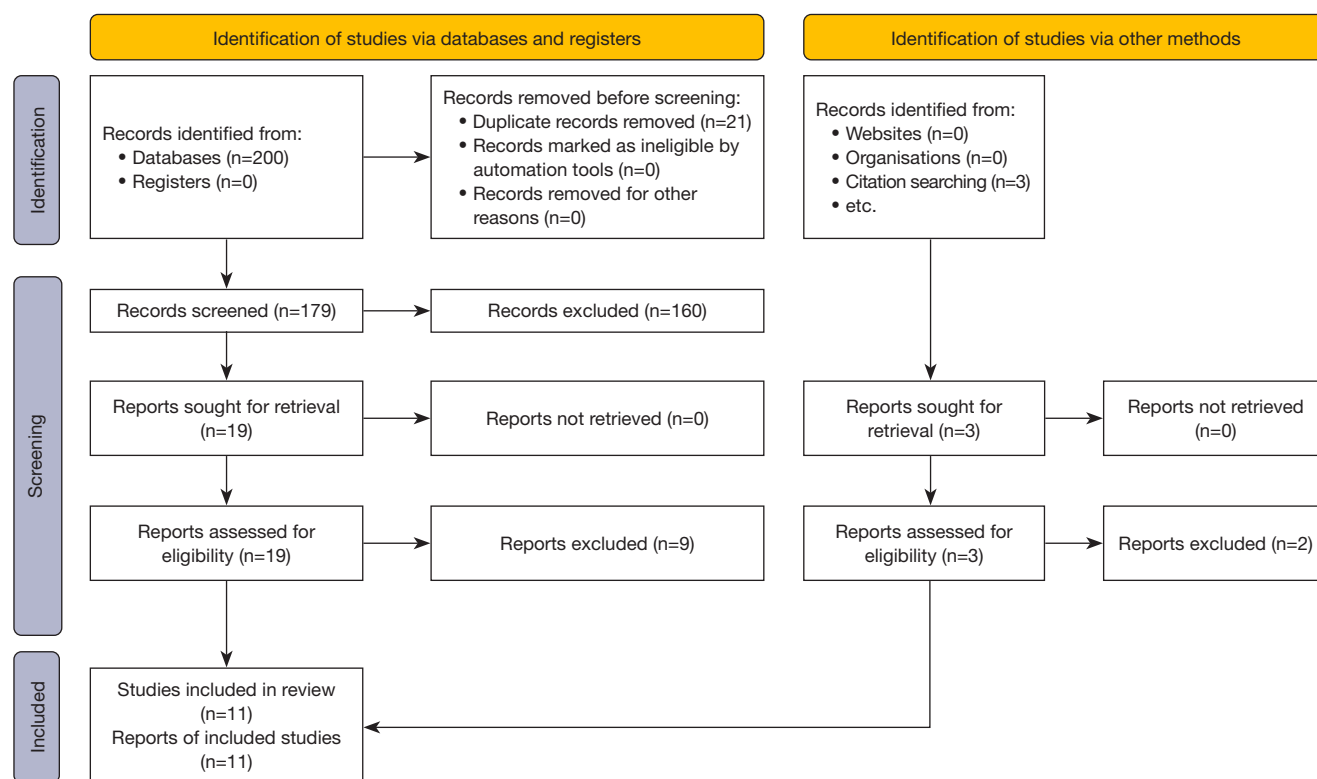 Identification of studies via databases and registers
Identification of studies via other methods
Identification
Records identified from:
• Databases (n=200)
• Registers (n=0)
Records removed before screening:
• Duplicate records removed (n=21)
• Records marked as ineligible by
automation tools (n=0)
• Records removed for other
reasons (n=0)
Records identified from:
• Websites (n=0)
• Organisations (n=0)
• Citation searching (n=3)
• etc.
Screening
Records screened (n=179)
Records excluded (n=160)
Reports sought for retrieval
(n=19)
Reports not retrieved (n=0)
Reports sought for
retrieval (n=3)
Reports not retrieved
(n=0)
Reports assessed for
eligibility (n=19)
Reports excluded (n=9)
Reports assessed for
eligibility (n=3)
Reports excluded (n=2)
Included
Studies included in review
(n=11)
Reports of included studies
(n=11)